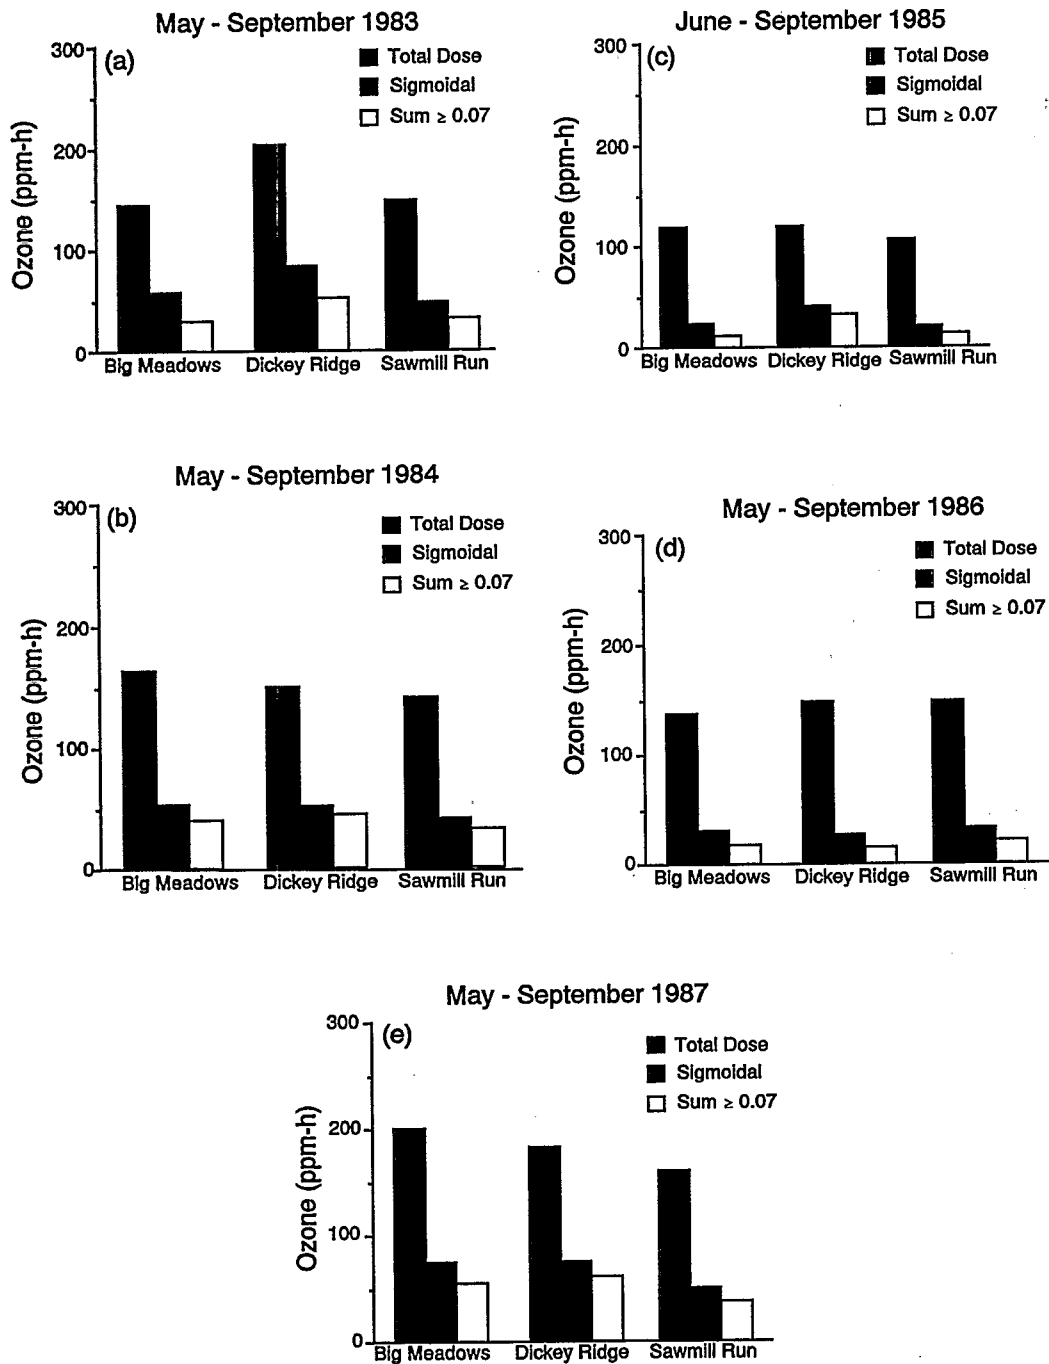 May - September 1983
(a)
Total Dose
Sigmoidal
Sum ≥ 0.07
Ozone (ppm-h)
300
200
100
0
Big Meadows Dickey Ridge Sawmill Run
June - September 1985
(c)
Total Dose
Sigmoidal
Sum ≥ 0.07
Ozone (ppm-h)
300
200
100
0
Big Meadows Dickey Ridge Sawmill Run
May - September 1984
(b)
Total Dose
Sigmoidal
Sum ≥ 0.07
Ozone (ppm-h)
300
200
100
0
Big Meadows Dickey Ridge Sawmill Run
May - September 1986
(d)
Total Dose
Sigmoidal
Sum ≥ 0.07
Ozone (ppm-h)
300
200
100
0
Big Meadows Dickey Ridge Sawmill Run
May - September 1987
(e)
Total Dose
Sigmoidal
Sum ≥ 0.07
Ozone (ppm-h)
300
200
100
0
Big Meadows Dickey Ridge Sawmill Run